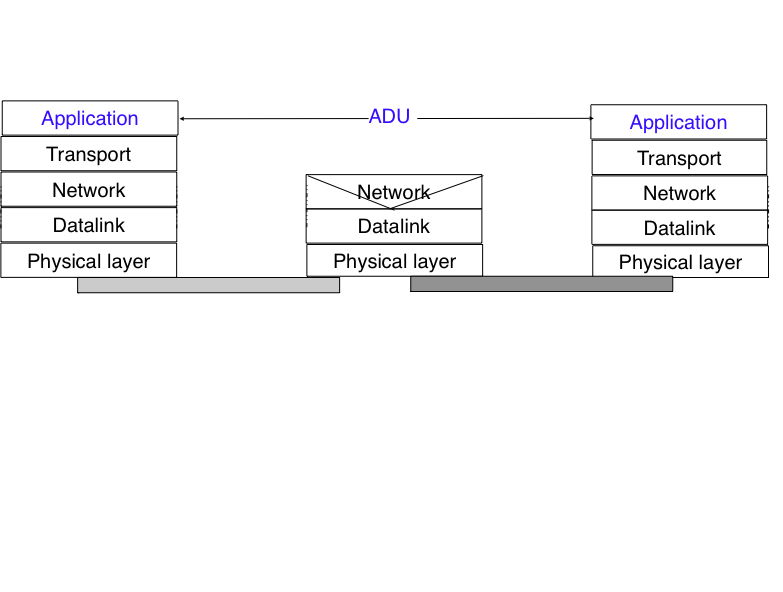 Application
Transport
Network
Datalink
Physical layer
ADU
Network
Datalink
Physical layer
Application
Transport
Network
Datalink
Physical layer